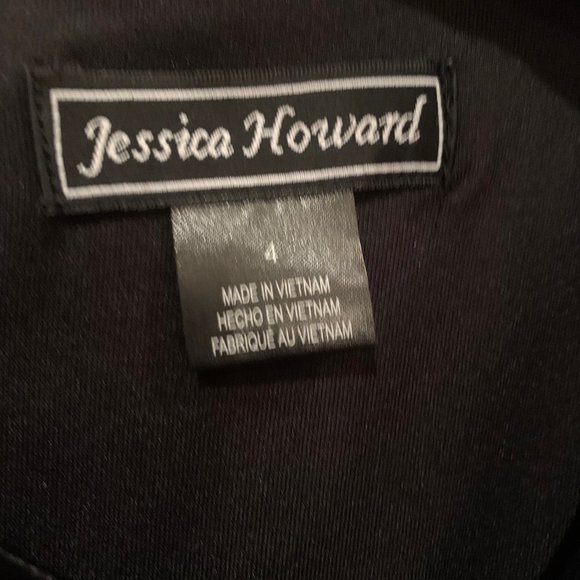 Jessica Howard
4
MADE IN VIETNAM
HECHO EN VIETNAM
FABRIQUÉ AU VIETNAM